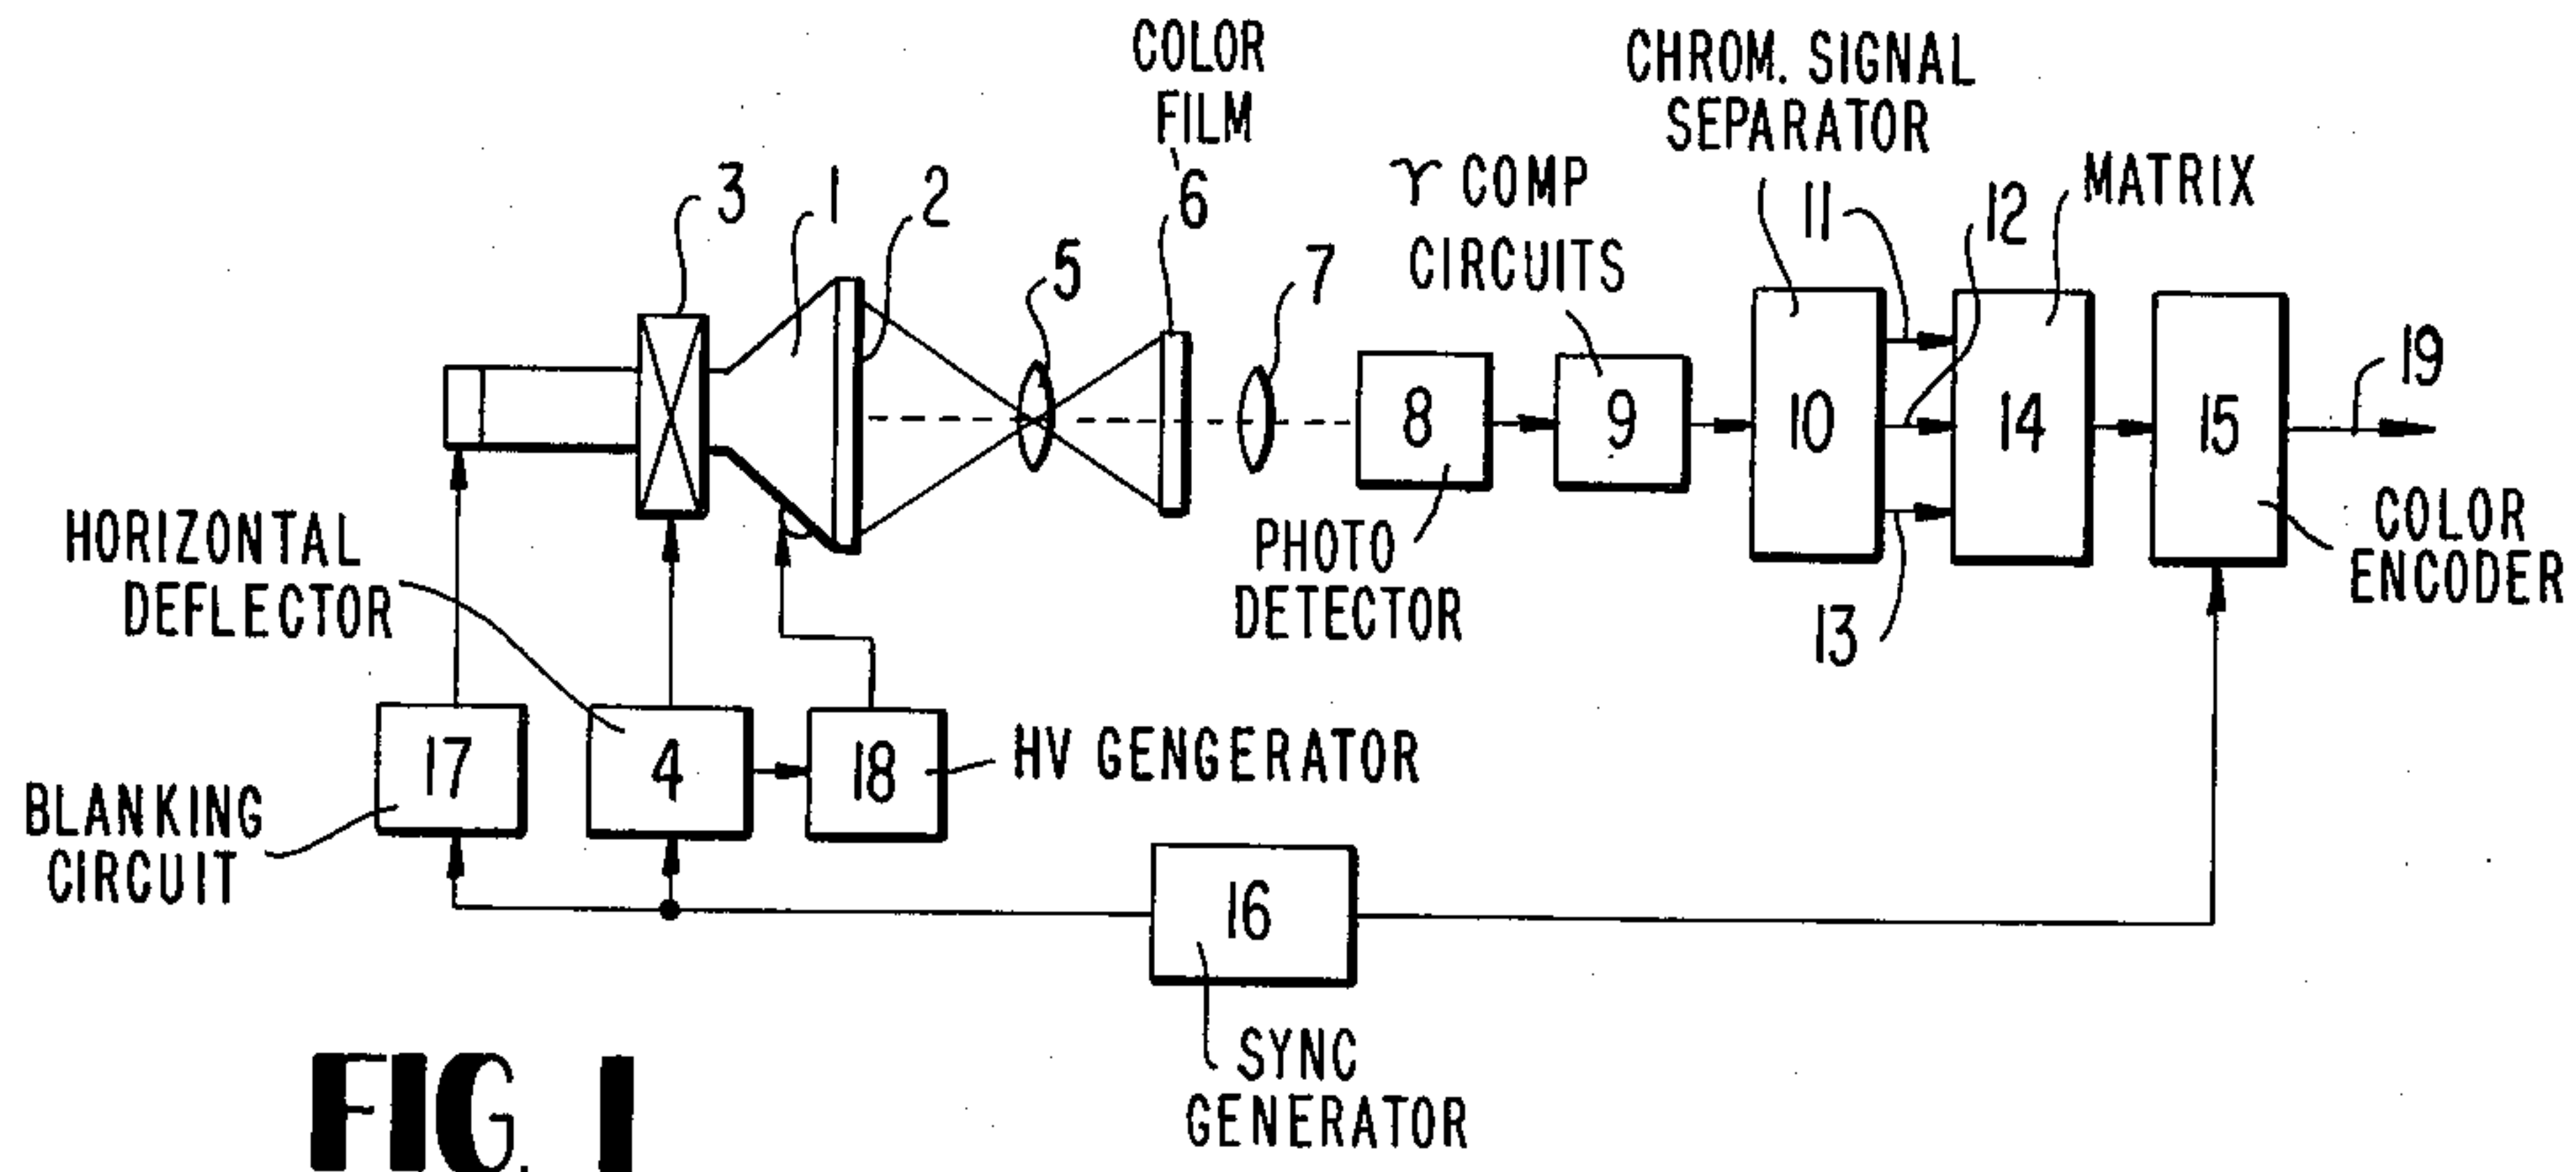 COLOR
FILM
CHROM. SIGNAL
SEPARATOR
3
1
2
6
γ COMP
CIRCUITS
11
12
MATRIX
5
7
8
9
10
14
15
19
HORIZONTAL
DEFLECTOR
PHOTO
DETECTOR
13
COLOR
ENCODER
17
4
18
HV GENGERATOR
BLANKING
CIRCUIT
16
SYNC
GENERATOR
FIG. 1